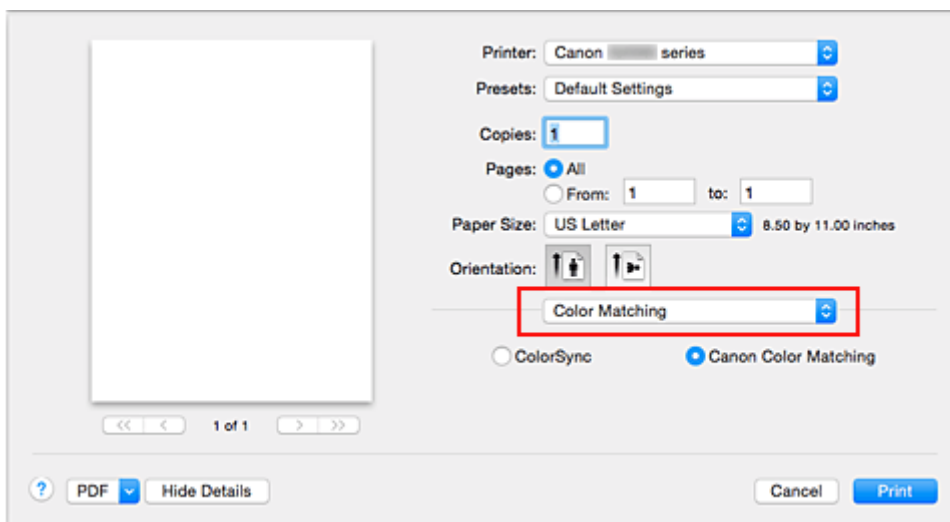 Printer: Canon series
Presets: Default Settings
Copies: 1
Pages: All
From: 1 to: 1
Paper Size: US Letter 8.50 by 11.00 inches
Orientation:
Color Matching
ColorSync Canon Color Matching
<< < 1 of 1 > >>
? PDF Hide Details Cancel Print